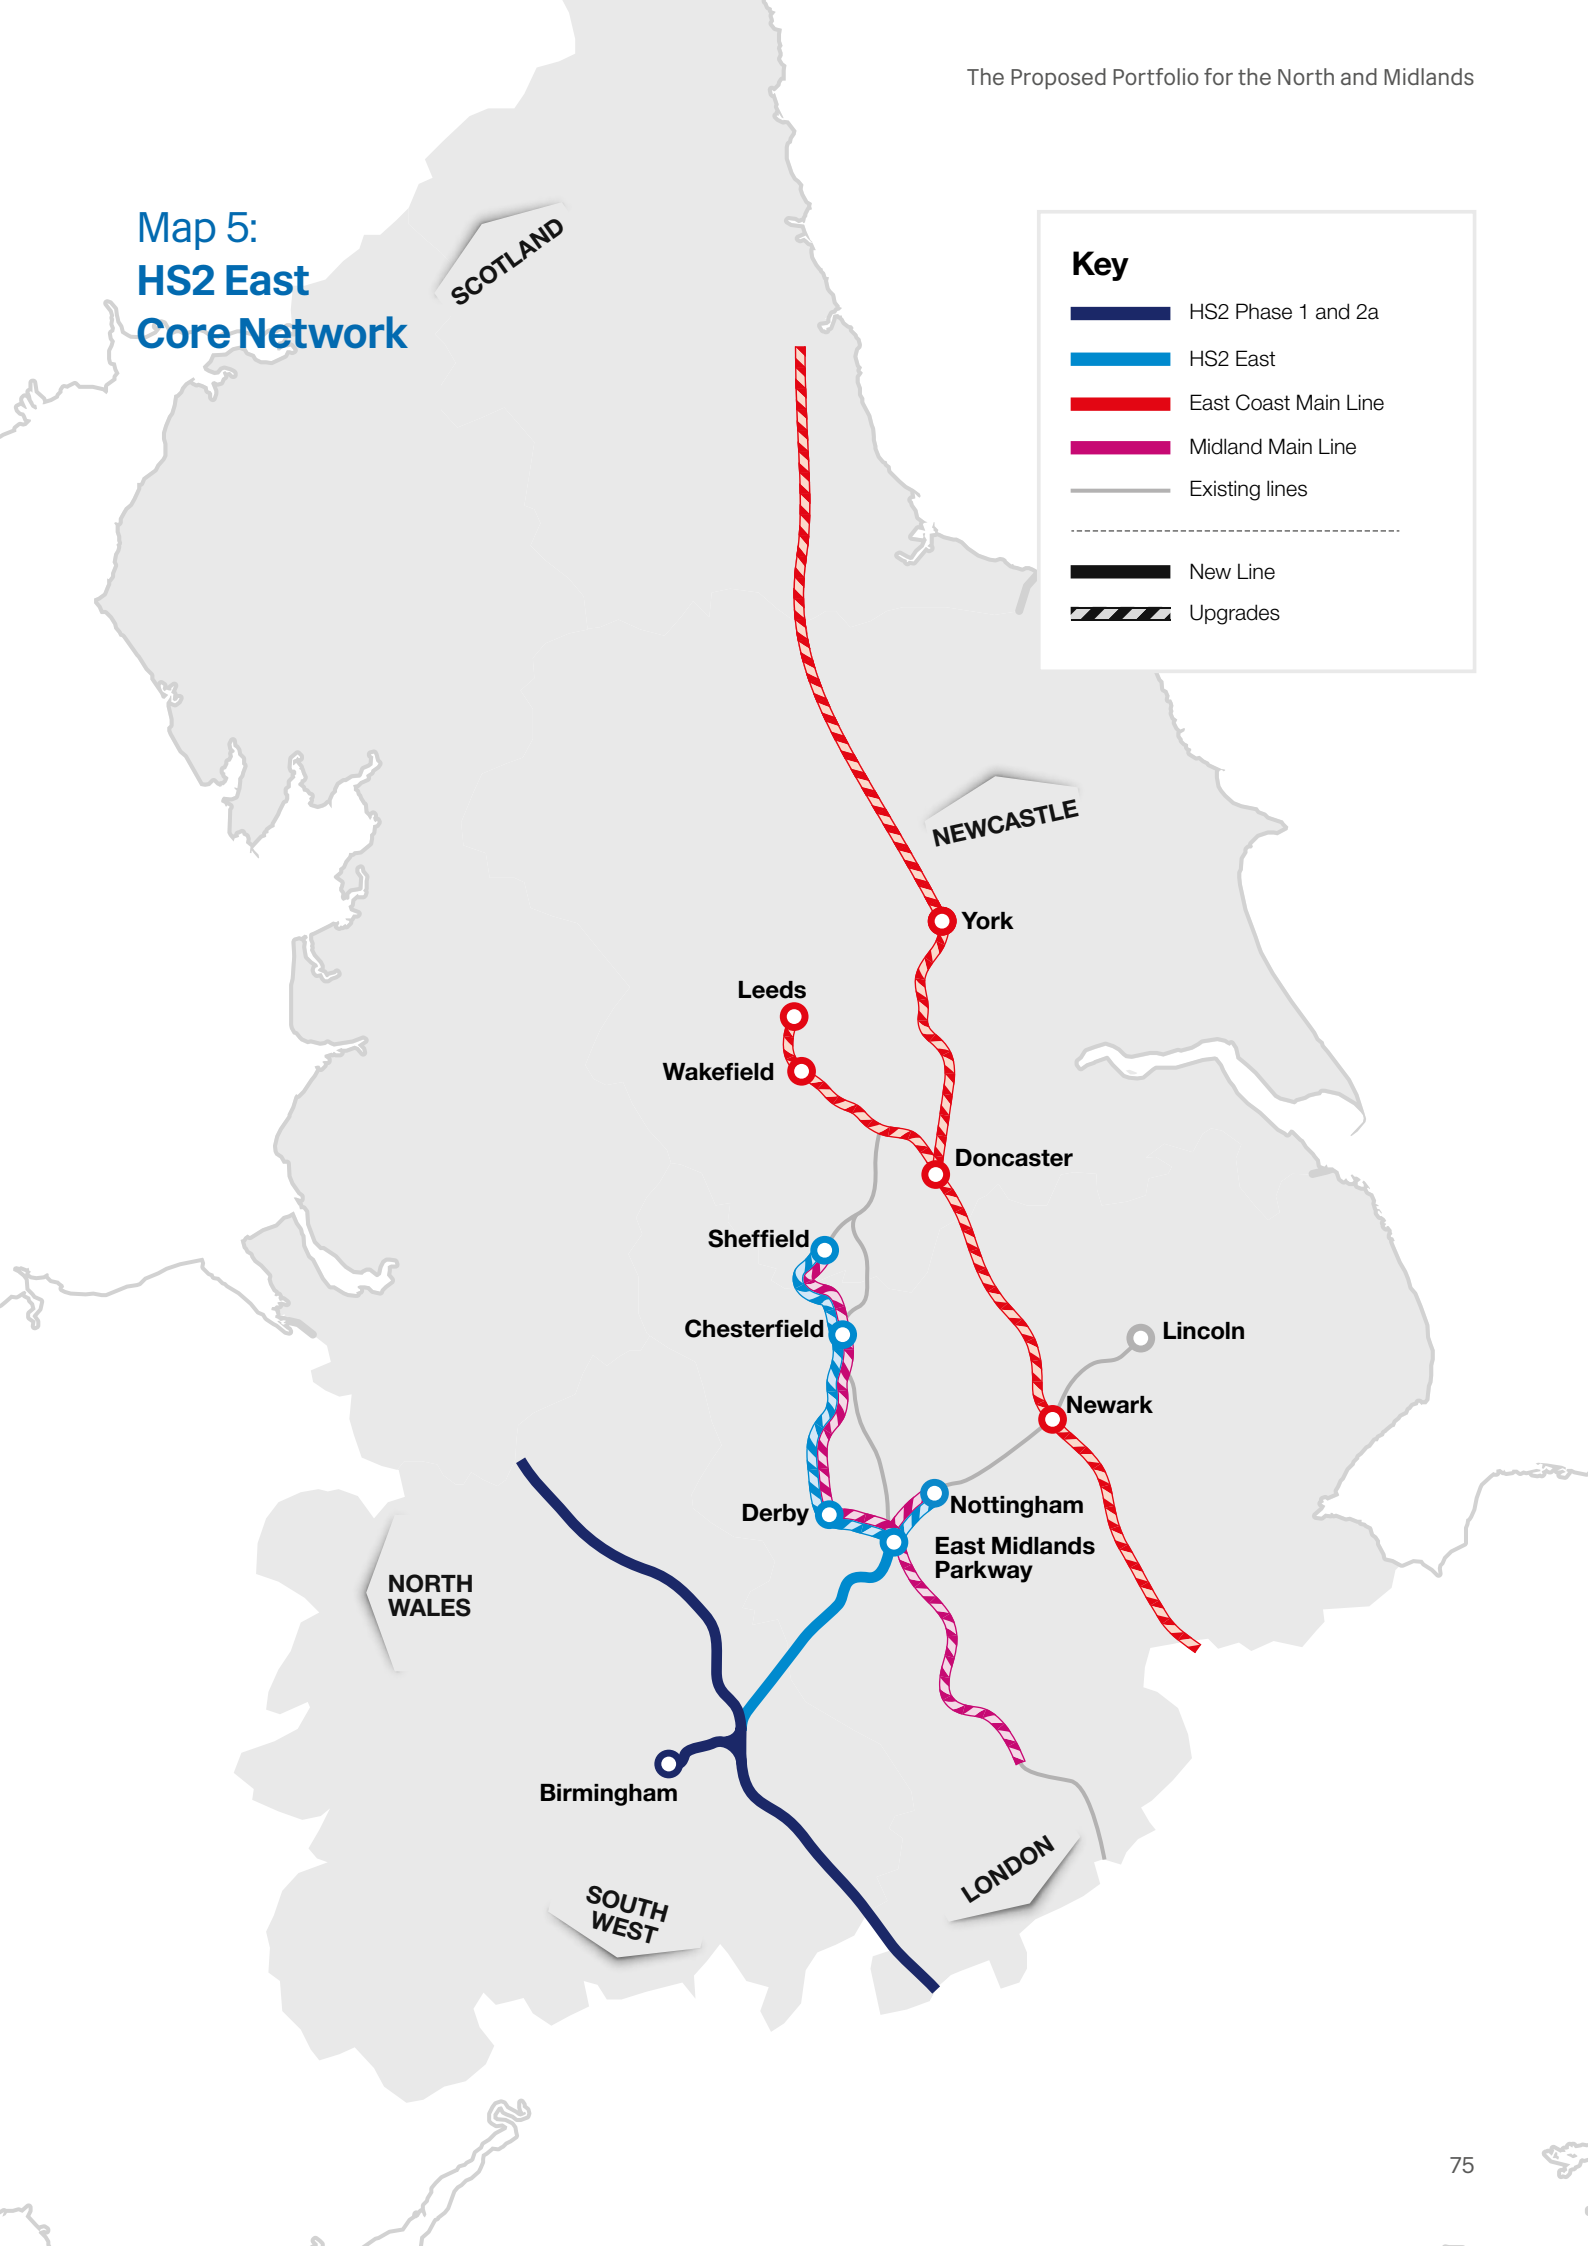 The Proposed Portfolio for the North and Midlands
Map 5:
HS2 East
Core Network
SCOTLAND
Key
HS2 Phase 1 and 2a
HS2 East
East Coast Main Line
Midland Main Line
Existing lines
New Line
Upgrades
NEWCASTLE
York
Leeds
Wakefield
Doncaster
Sheffield
Chesterfield
Lincoln
Newark
Nottingham
Derby
East Midlands
Parkway
NORTH
WALES
Birmingham
LONDON
SOUTH
WEST
75